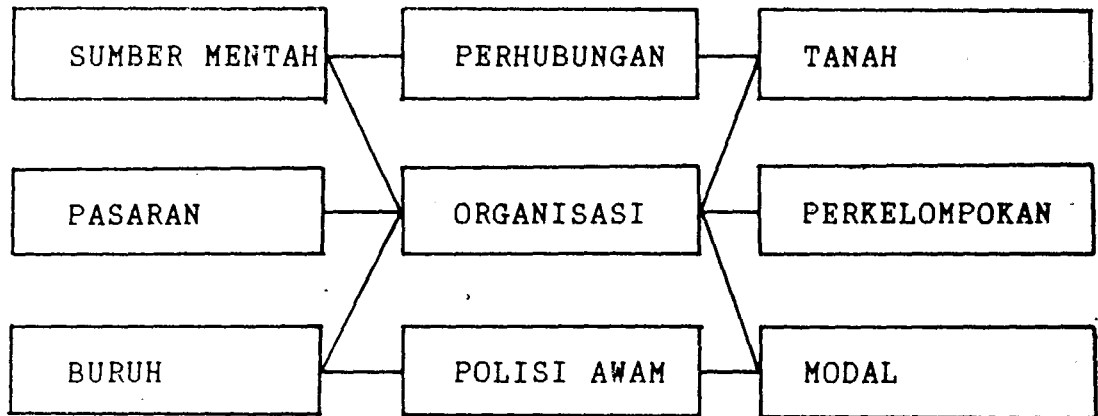 SUMBER MENTAH
PERHUBUNGAN
TANAH
PASARAN
ORGANISASI
PERKELOMPOKAN
BURUH
POLISI AWAM
MODAL